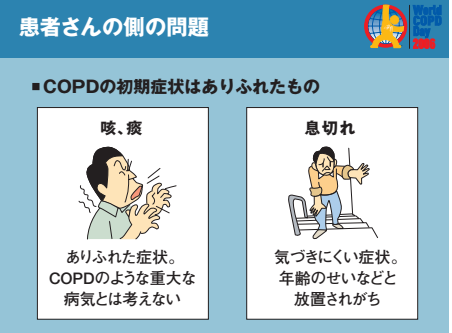 患者さんの側の問題
World
COPD
Day
2006
■COPDの初期症状はありふれたもの
咳、痰
ありふれた症状。
COPDのような重大な
病気とは考えない
息切れ
気づきにくい症状。
年齢のせいなどと
放置されがち